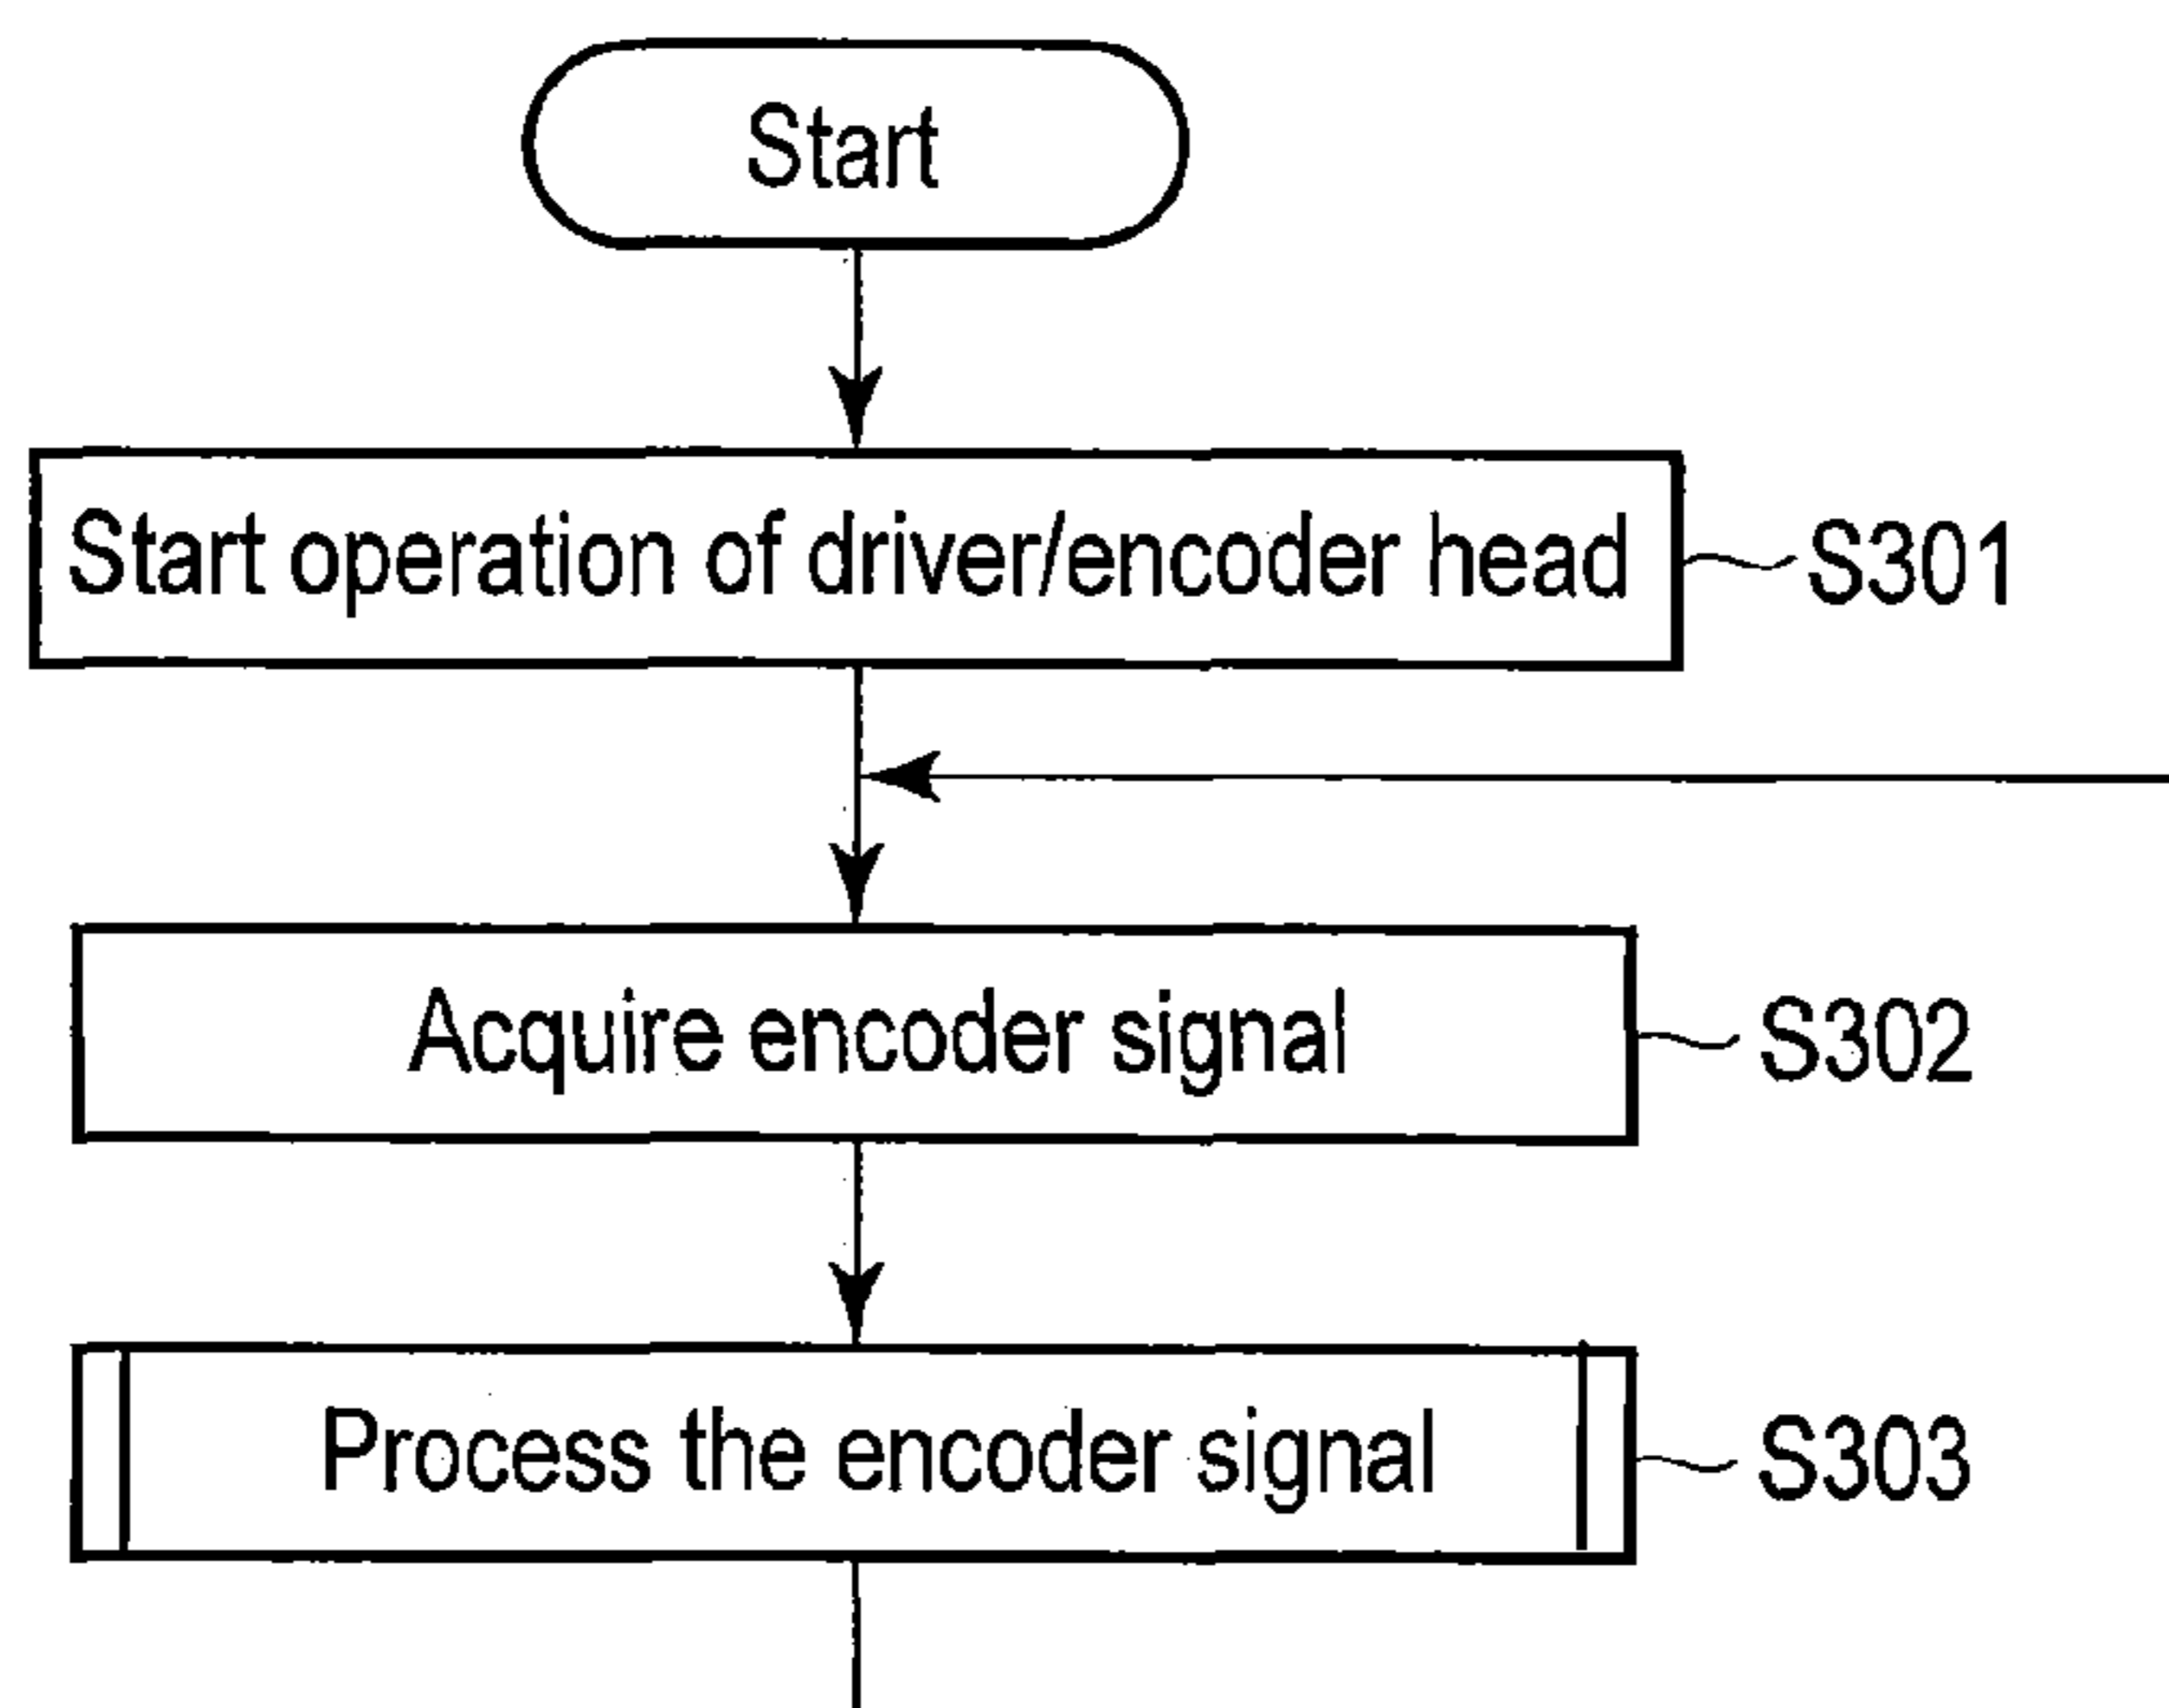 Start
Start operation of driver/encoder head S301
Acquire encoder signal S302
Process the encoder signal S303